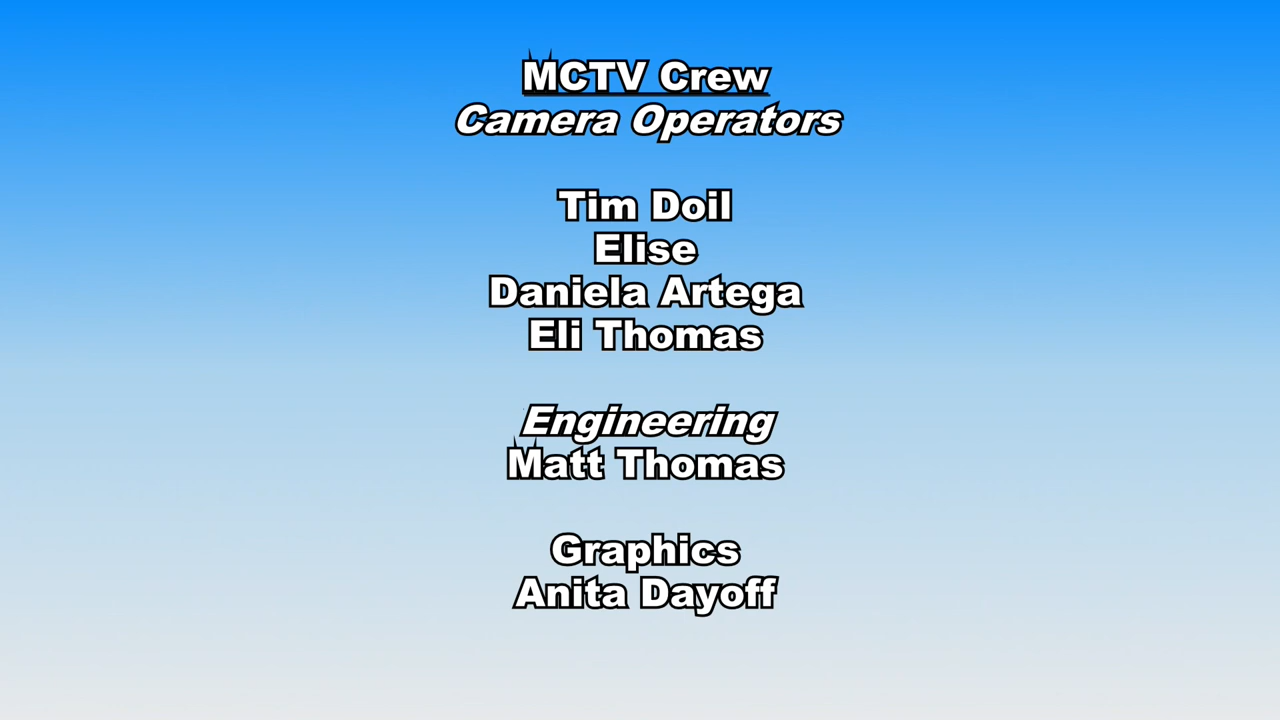 MCTV Crew
Camera Operators
Tim Doil
Elise
Daniela Artega
Eli Thomas
Engineering
Matt Thomas
Graphics
Anita Dayoff